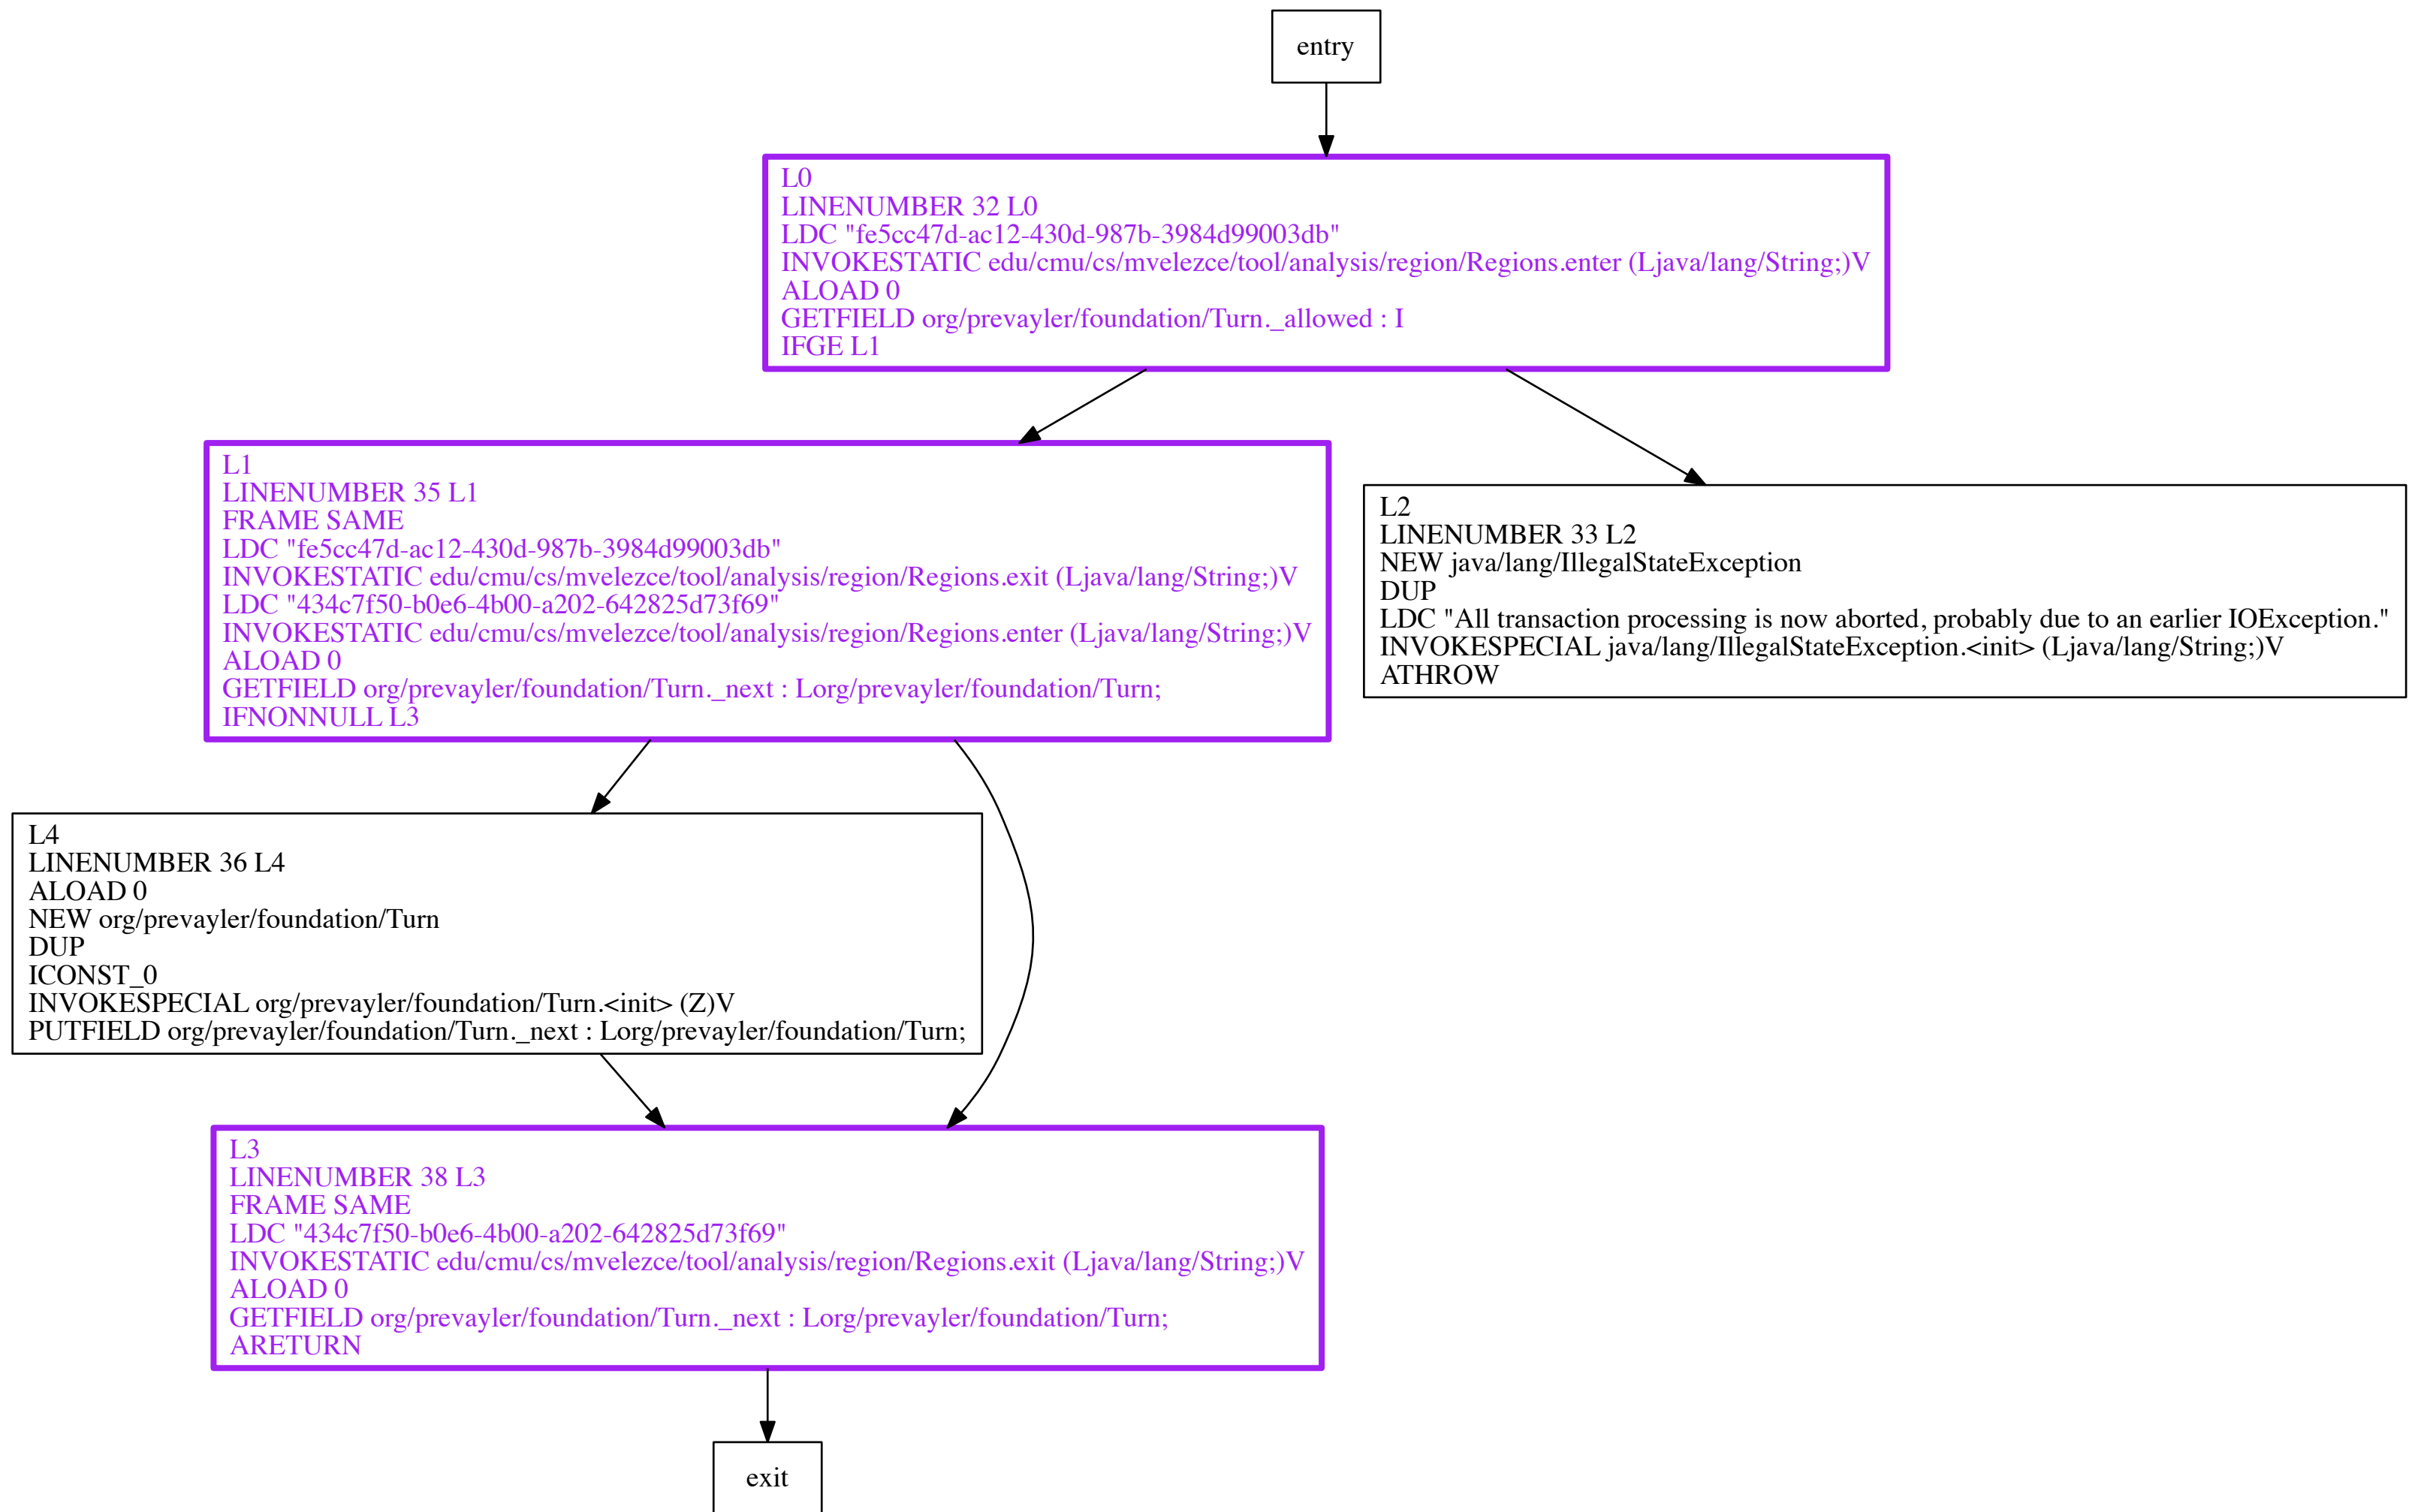 entry
L0
LINENUMBER 32 L0
LDC "fe5cc47d-ac12-430d-987b-3984d99003db"
INVOKESTATIC edu/cmu/cs/mvelezce/tool/analysis/region/Regions.enter (Ljava/lang/String;)V
ALOAD 0
GETFIELD org/prevayler/foundation/Turn._allowed : I
IFGE L1
L1
LINENUMBER 35 L1
FRAME SAME
LDC "fe5cc47d-ac12-430d-987b-3984d99003db"
INVOKESTATIC edu/cmu/cs/mvelezce/tool/analysis/region/Regions.exit (Ljava/lang/String;)V
LDC "434c7f50-b0e6-4b00-a202-642825d73f69"
INVOKESTATIC edu/cmu/cs/mvelezce/tool/analysis/region/Regions.enter (Ljava/lang/String;)V
ALOAD 0
GETFIELD org/prevayler/foundation/Turn._next : Lorg/prevayler/foundation/Turn;
IFNONNULL L3
L2
LINENUMBER 33 L2
NEW java/lang/IllegalStateException
DUP
LDC "All transaction processing is now aborted, probably due to an earlier IOException."
INVOKESPECIAL java/lang/IllegalStateException.<init> (Ljava/lang/String;)V
ATHROW
L4
LINENUMBER 36 L4
ALOAD 0
NEW org/prevayler/foundation/Turn
DUP
ICONST_0
INVOKESPECIAL org/prevayler/foundation/Turn.<init> (Z)V
PUTFIELD org/prevayler/foundation/Turn._next : Lorg/prevayler/foundation/Turn;
L3
LINENUMBER 38 L3
FRAME SAME
LDC "434c7f50-b0e6-4b00-a202-642825d73f69"
INVOKESTATIC edu/cmu/cs/mvelezce/tool/analysis/region/Regions.exit (Ljava/lang/String;)V
ALOAD 0
GETFIELD org/prevayler/foundation/Turn._next : Lorg/prevayler/foundation/Turn;
ARETURN
exit